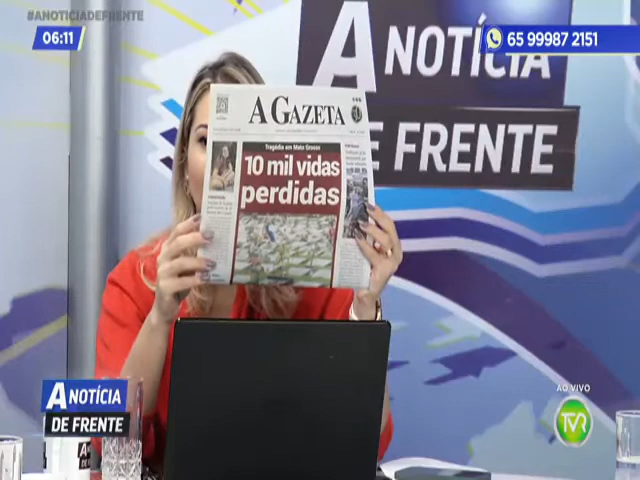 #ANOTICIADEFRENTE
06:11
65 99987 2151
A NOTÍCIA
DE FRENTE
A GAZETA
Tragédia em Mato Grosso
10 mil vidas
perdidas
A NOTÍCIA
DE FRENTE
AO VIVO
TVR